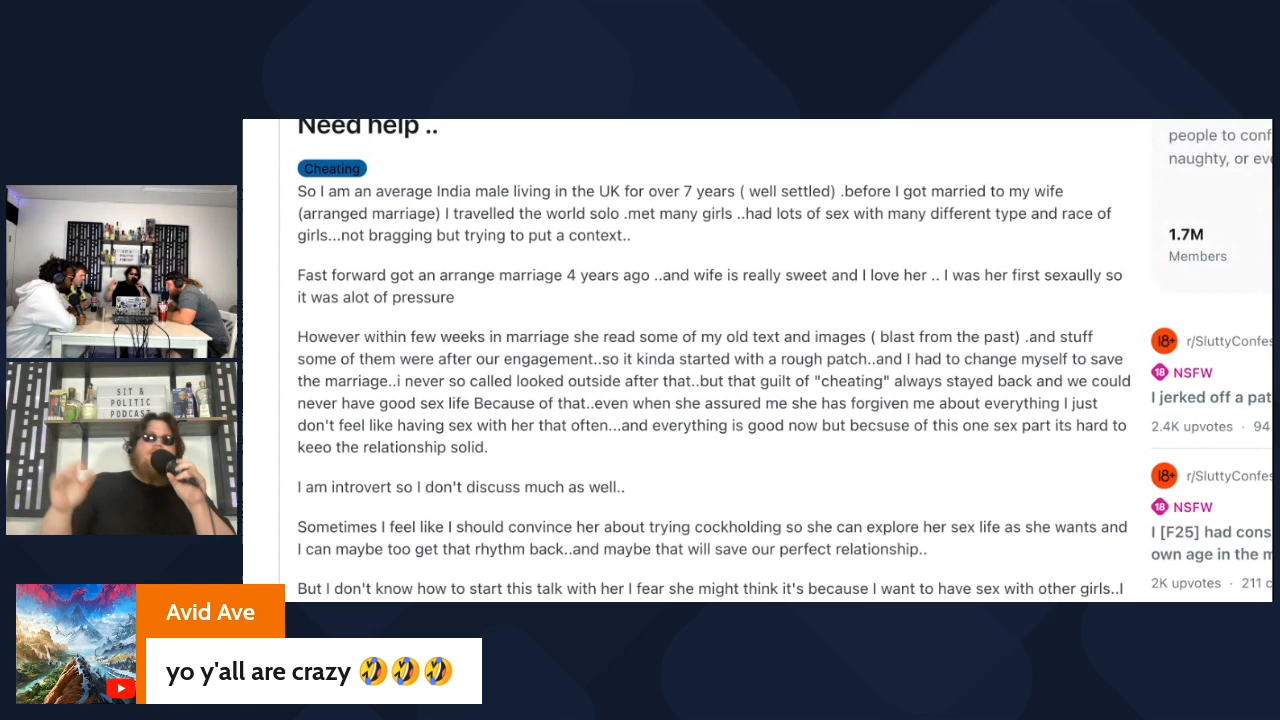 Need help ..
Cheating
So I am an average India male living in the UK for over 7 years ( well settled) .before I got married to my wife
(arranged marriage) I travelled the world solo .met many girls ..had lots of sex with many different type and race of
girls...not bragging but trying to put a context..
Fast forward got an arrange marriage 4 years ago ..and wife is really sweet and I love her .. I was her first sexaully so
it was alot of pressure
However within few weeks in marriage she read some of my old text and images ( blast from the past) .and stuff
some of them were after our engagement..so it kinda started with a rough patch..and I had to change myself to save
the marriage..i never so called looked outside after that..but that guilt of "cheating" always stayed back and we could
never have good sex life Because of that..even when she assured me she has forgiven me about everything I just
don't feel like having sex with her that often...and everything is good now but becsuse of this one sex part its hard to
keeo the relationship solid.
I am introvert so I don't discuss much as well..
Sometimes I feel like I should convince her about trying cockholding so she can explore her sex life as she wants and
I can maybe too get that rhythm back..and maybe that will save our perfect relationship..
But I don't know how to start this talk with her I fear she might think it's because I want to have sex with other girls..I
people to conf
naughty, or eve
1.7M
Members
18+ r/SluttyConfes
18 NSFW
I jerked off a pat
2.4K upvotes · 94
18+ r/SluttyConfes
18 NSFW
I [F25] had cons
own age in the m
2K upvotes · 211 c
SIT &
POLITIC
PODCAST
Avid Ave
yo y'all are crazy 🤣🤣🤣